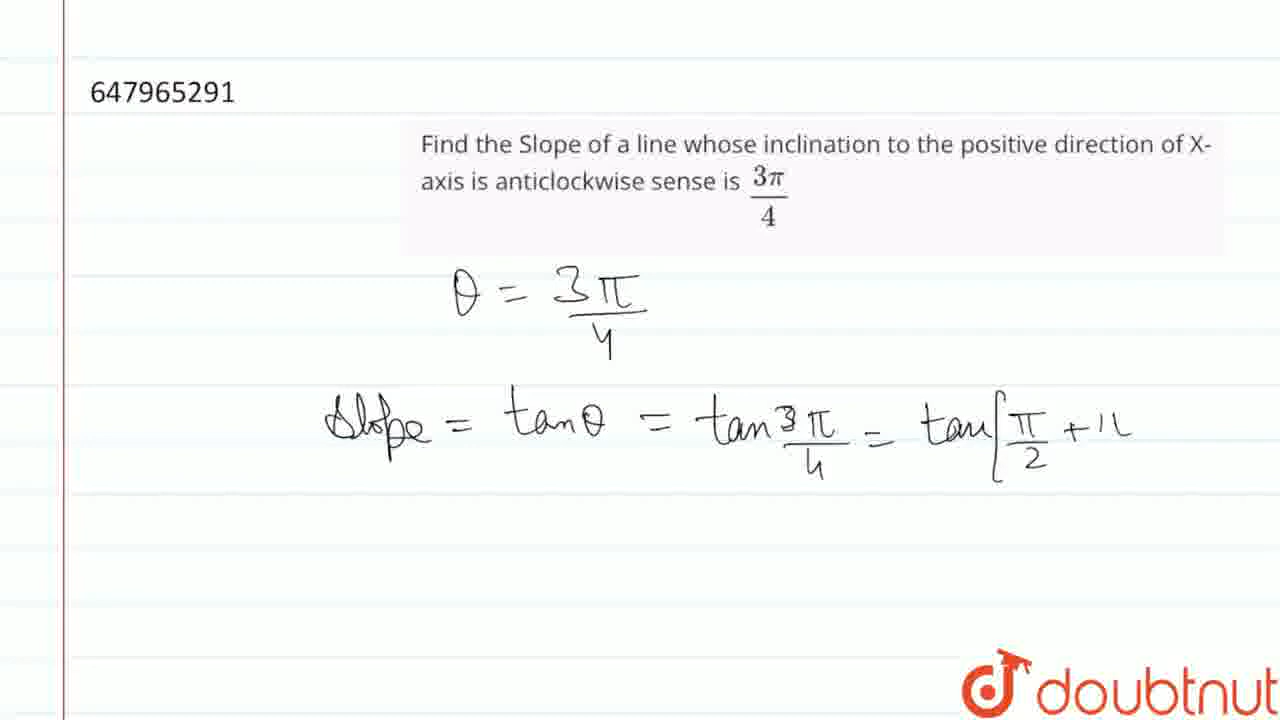 647965291
Find the Slope of a line whose inclination to the positive direction of X-
axis is anticlockwise sense is 3π/4
θ = 3π/4
Slope = tanθ = tan 3π/4 = tan[π/2 + π
doubtnut